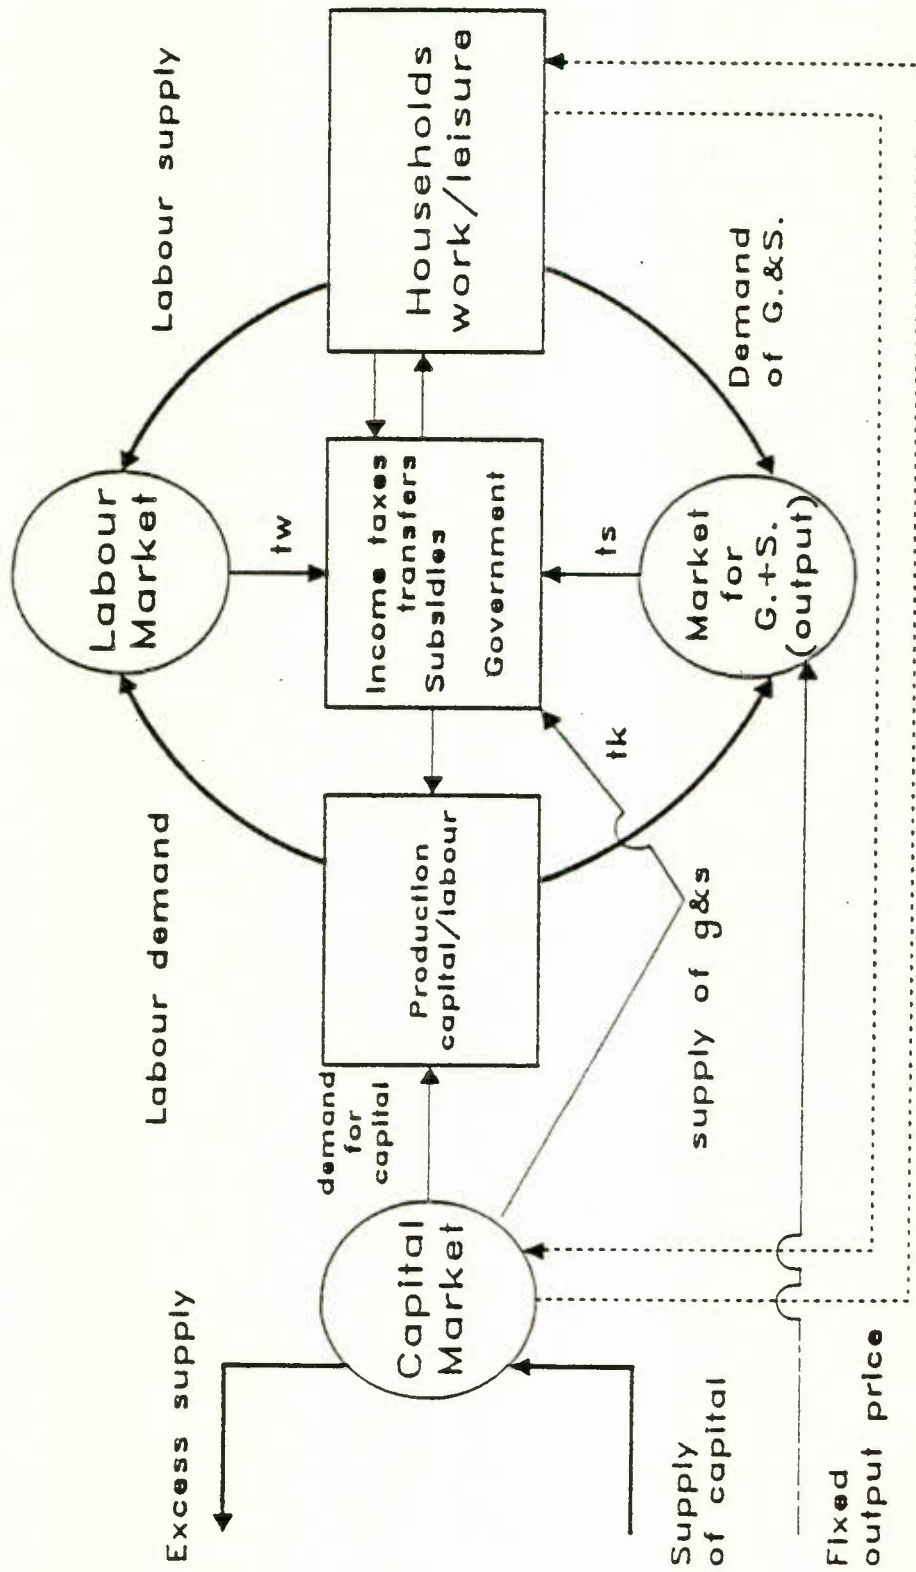 Excess supply
Labour demand
Labour supply
Labour
Market
tw
Capital
Market
demand
for
capital
Production
capital/labour
Income taxes
transfers
Subsidies
Government
Households
work/leisure
tk
ts
Supply
of capital
supply of g&s
Market
for
G.+S.
(output)
Demand
of G.&S.
Fixed
output price